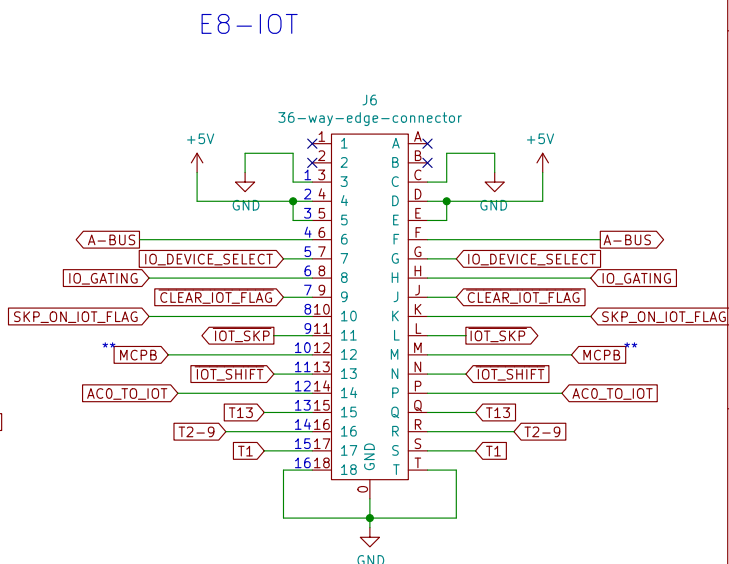 E8-IOT
J6
36-way-edge-connector
+5V 1 1 A A +5V
2 2 B B
1 3 3 C C
GND 2 4 4 D D GND
3 5 5 E E
A-BUS 4 6 6 F F A-BUS
IO_DEVICE_SELECT 5 7 7 G G IO_DEVICE_SELECT
IO_GATING 6 8 8 H H IO_GATING
CLEAR_IOT_FLAG 7 9 9 J J CLEAR_IOT_FLAG
SKP_ON_IOT_FLAG 8 10 10 K K SKP_ON_IOT_FLAG
IOT_SKP 9 11 11 L L IOT_SKP
** MCPB 10 12 12 M M MCPB **
IOT_SHIFT 11 13 13 N N IOT_SHIFT
AC0_TO_IOT 12 14 14 P P AC0_TO_IOT
T13 13 15 15 Q Q T13
T2-9 14 16 16 R R T2-9
T1 15 17 17 S S T1
16 18 18 GND T T
0
GND